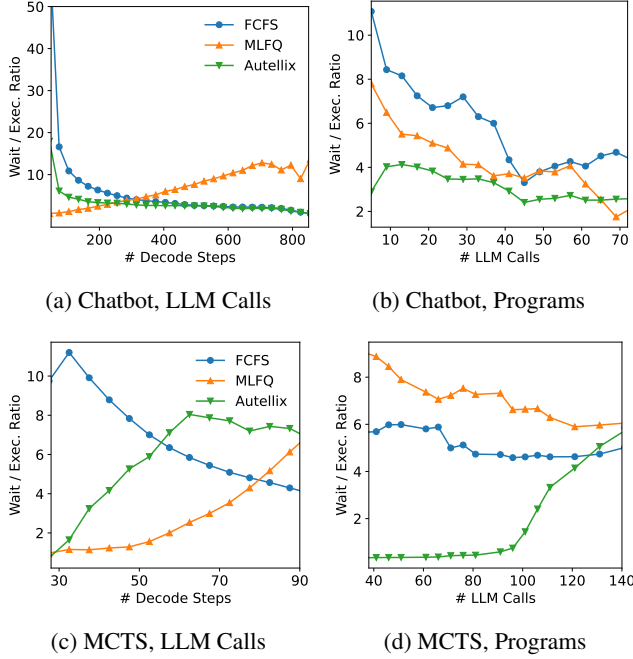 50
40
30
20
10
Wait / Exec. Ratio
FCFS
MLFQ
Autellix
200 400 600 800
# Decode Steps
(a) Chatbot, LLM Calls
10
8
6
4
2
Wait / Exec. Ratio
10 20 30 40 50 60 70
# LLM Calls
(b) Chatbot, Programs
10
8
6
4
2
Wait / Exec. Ratio
FCFS
MLFQ
Autellix
30 50 70 90
# Decode Steps
(c) MCTS, LLM Calls
8
6
4
2
Wait / Exec. Ratio
40 60 80 100 120 140
# LLM Calls
(d) MCTS, Programs